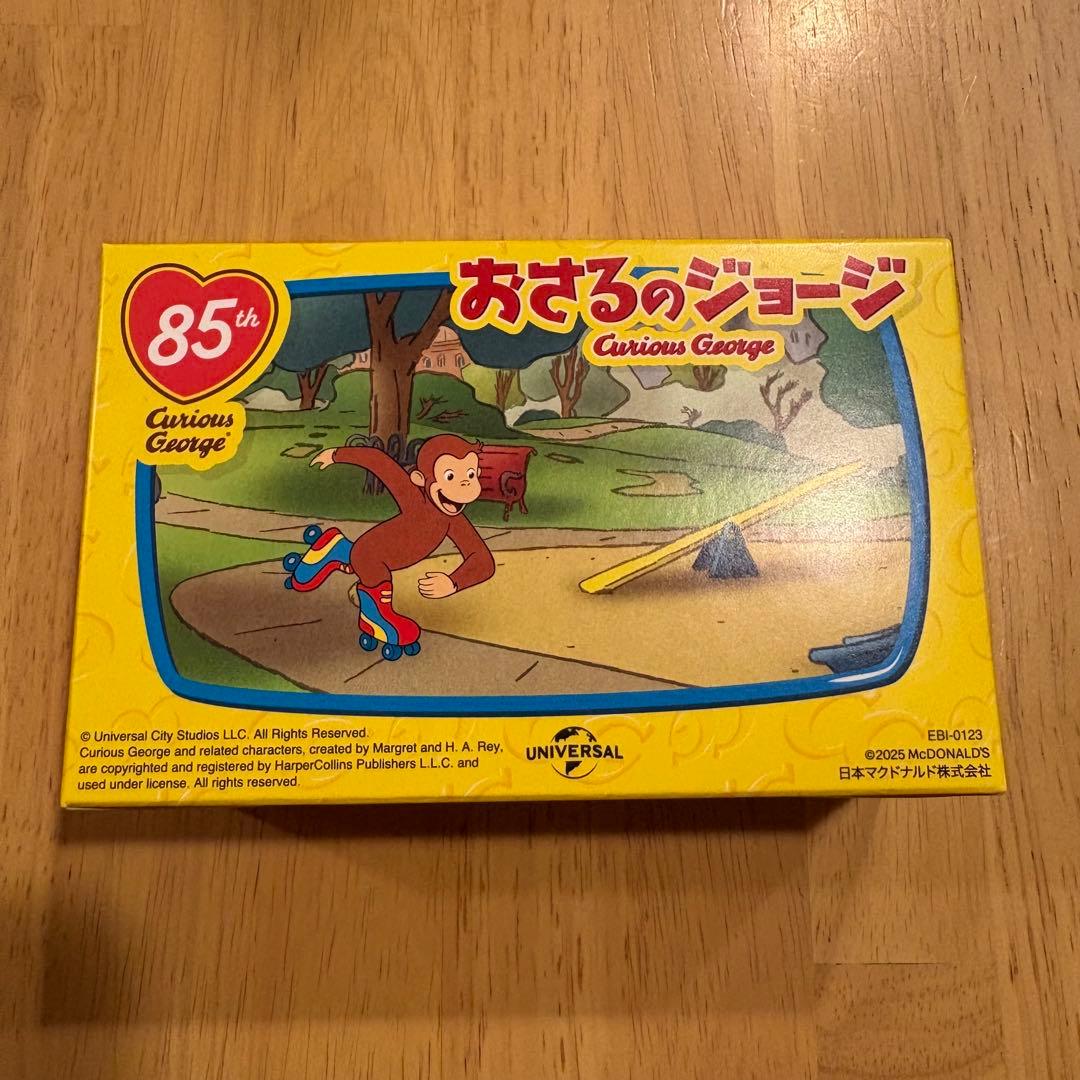 85th
Curious
George®
おさるのジョージ
Curious George
© Universal City Studios LLC. All Rights Reserved.
Curious George and related characters, created by Margret and H. A. Rey,
are copyrighted and registered by HarperCollins Publishers L.L.C. and
used under license. All rights reserved.
UNIVERSAL
EBI-0123
©2025 McDONALD'S
日本マクドナルド株式会社